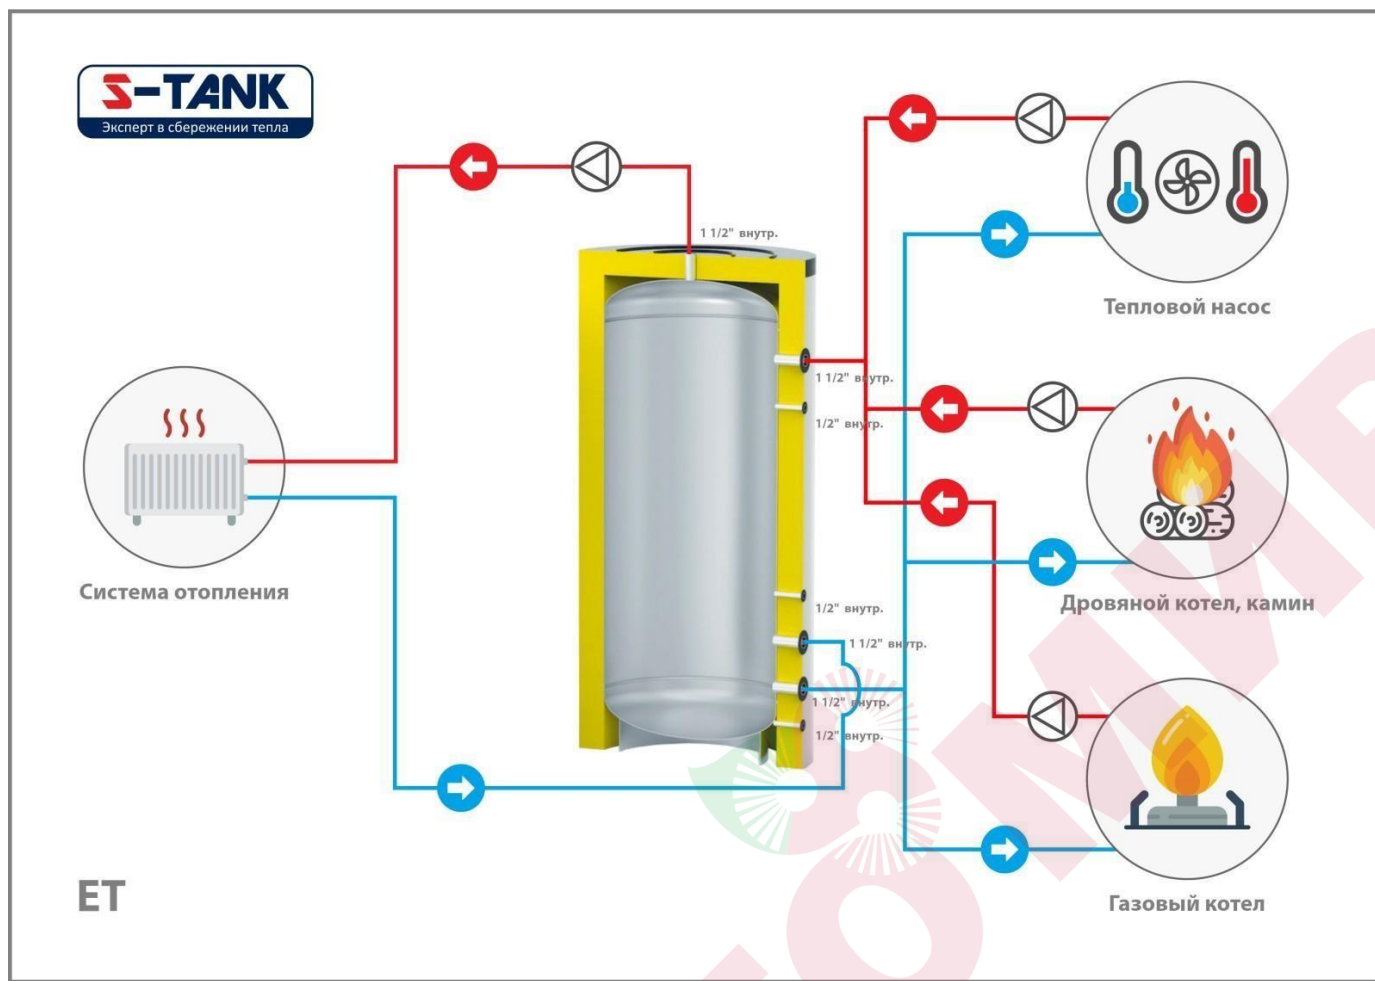 S-TANK
Эксперт в сбережении тепла
1 1/2" внутр.
Тепловой насос
1 1/2" внутр.
1/2" внутр.
Система отопления
1/2" внутр.
Дровяной котел, камин
1 1/2" внутр.
1 1/2" внутр.
1/2" внутр.
ET
Газовый котел